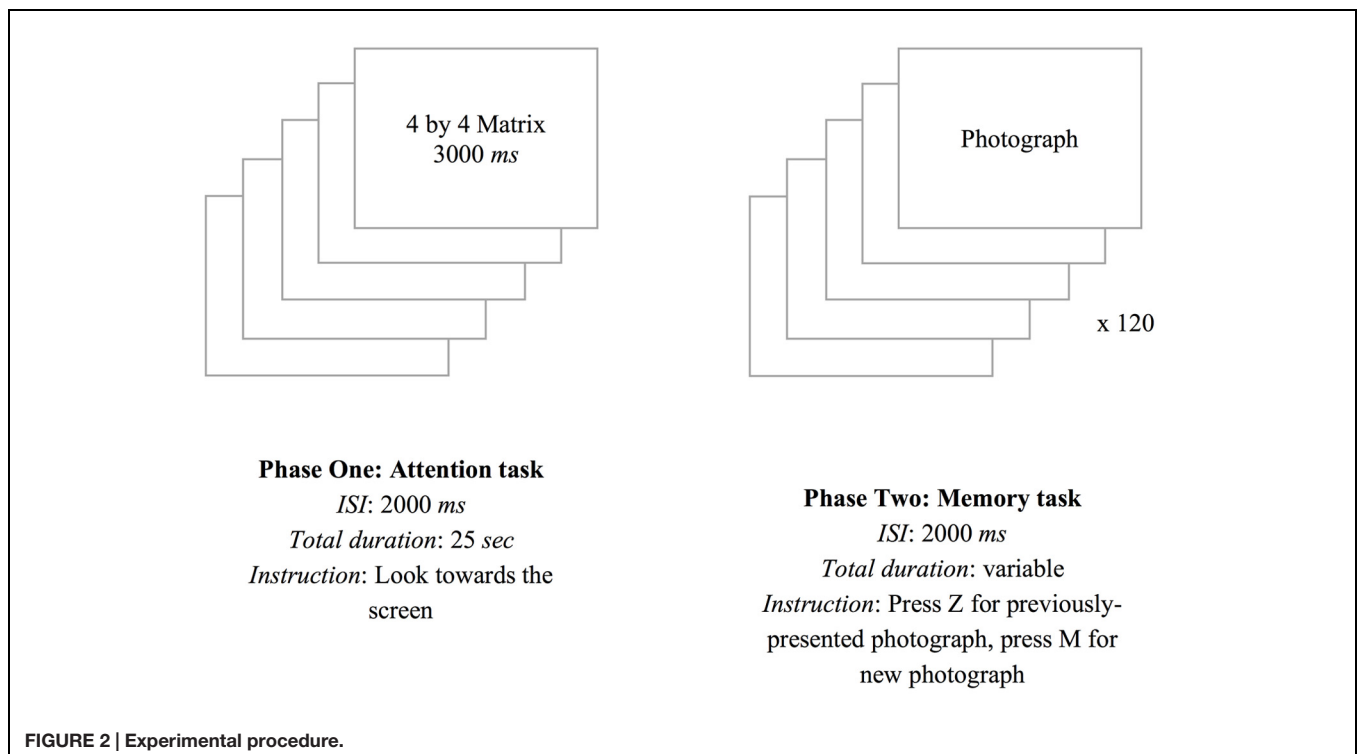 4 by 4 Matrix
3000 ms
Phase One: Attention task
ISI: 2000 ms
Total duration: 25 sec
Instruction: Look towards the
screen
Photograph
x 120
Phase Two: Memory task
ISI: 2000 ms
Total duration: variable
Instruction: Press Z for previously-
presented photograph, press M for
new photograph
FIGURE 2 | Experimental procedure.